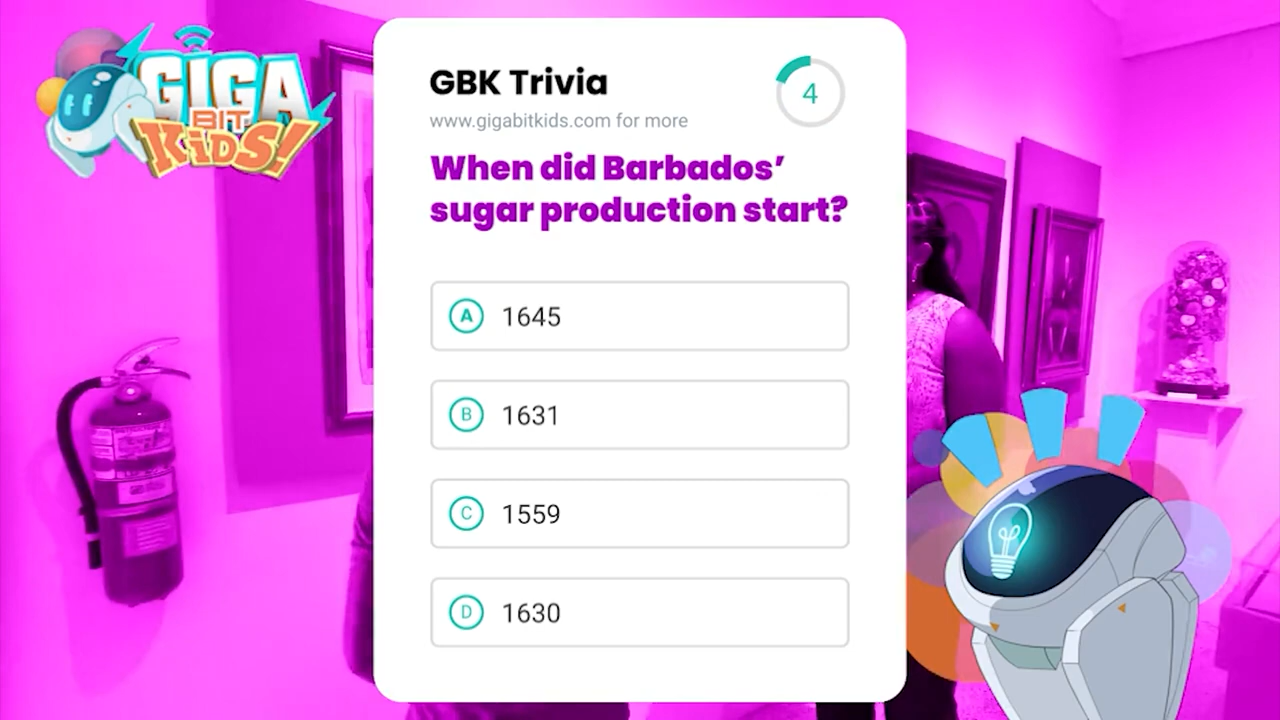 GIGA
BIT
KiDS!
GBK Trivia
4
www.gigabitkids.com for more
When did Barbados’
sugar production start?
A 1645
B 1631
C 1559
D 1630